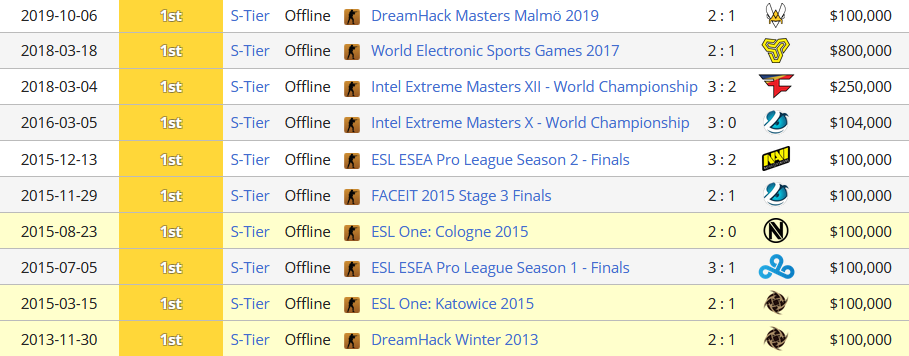 2019-10-06 1st S-Tier Offline DreamHack Masters Malmö 2019 2 : 1 $100,000
2018-03-18 1st S-Tier Offline World Electronic Sports Games 2017 2 : 1 $800,000
2018-03-04 1st S-Tier Offline Intel Extreme Masters XII - World Championship 3 : 2 $250,000
2016-03-05 1st S-Tier Offline Intel Extreme Masters X - World Championship 3 : 0 $104,000
2015-12-13 1st S-Tier Offline ESL ESEA Pro League Season 2 - Finals 3 : 2 NAVI $100,000
2015-11-29 1st S-Tier Offline FACEIT 2015 Stage 3 Finals 2 : 1 $100,000
2015-08-23 1st S-Tier Offline ESL One: Cologne 2015 2 : 0 $100,000
2015-07-05 1st S-Tier Offline ESL ESEA Pro League Season 1 - Finals 3 : 1 $100,000
2015-03-15 1st S-Tier Offline ESL One: Katowice 2015 2 : 1 $100,000
2013-11-30 1st S-Tier Offline DreamHack Winter 2013 2 : 1 $100,000